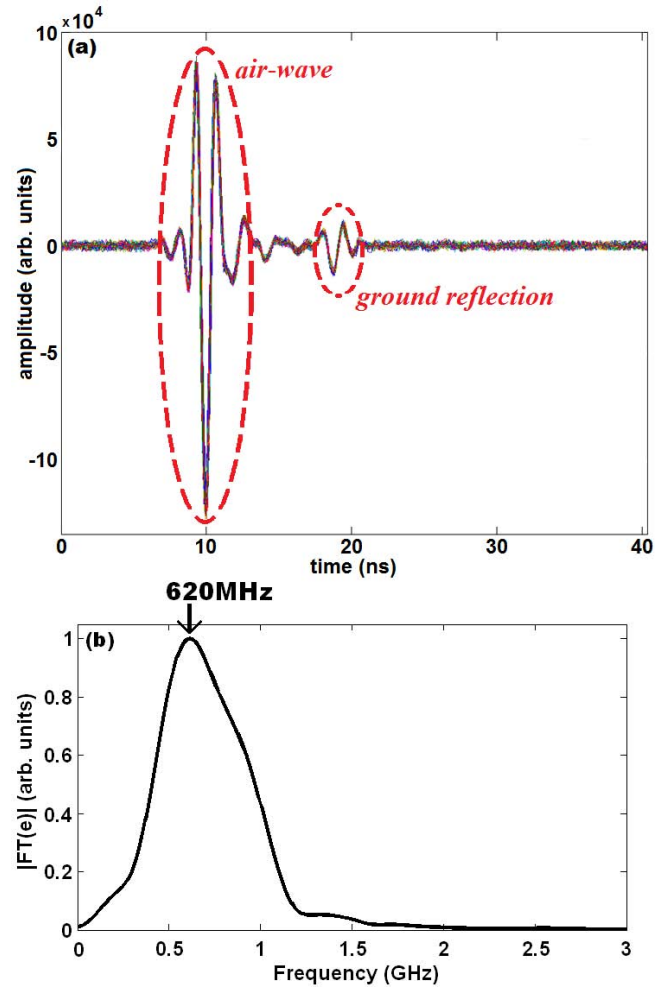 10 ×10⁴
(a)
air-wave
5
0
-5
-10
ground reflection
amplitude (arb. units)
0 10 20 30 40
time (ns)
620MHz
(b)
1
0.8
0.6
0.4
0.2
0
|FT(e)| (arb. units)
0 0.5 1 1.5 2 2.5 3
Frequency (GHz)